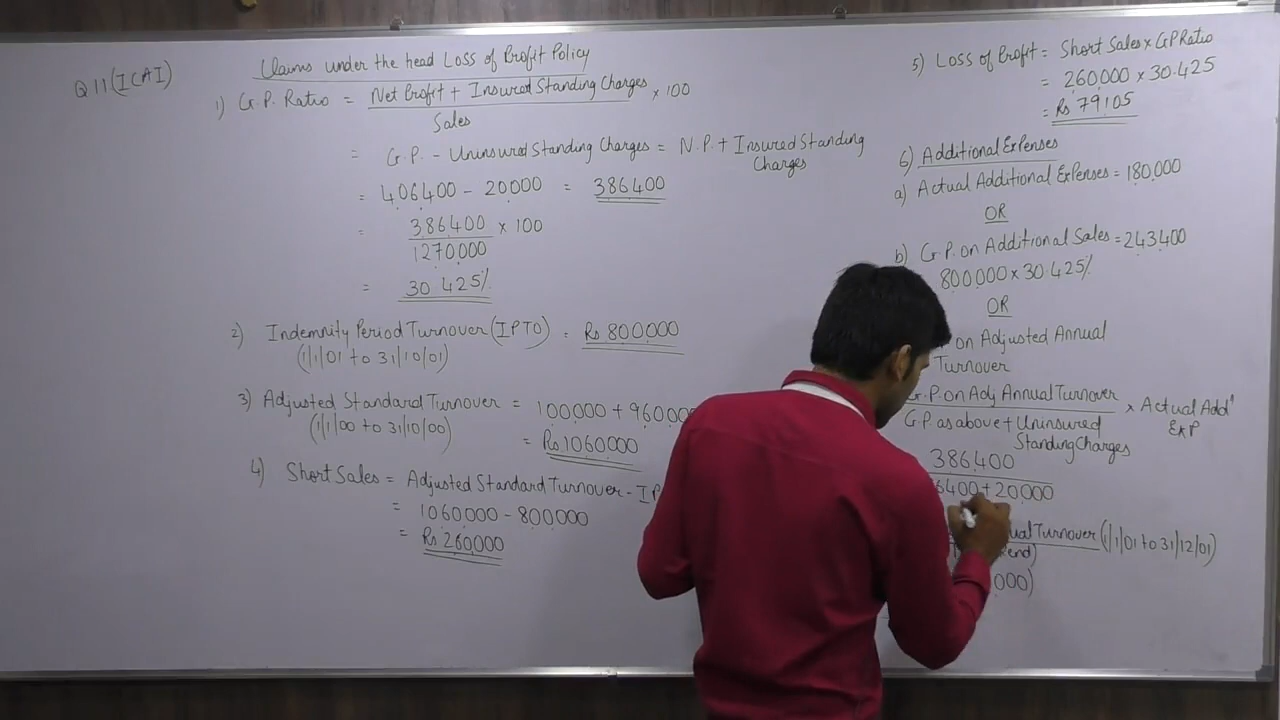 Q 11 (ICAI)
Claims under the head Loss of Profit Policy
1) G.P. Ratio = Net Profit + Insured Standing Charges × 100
Sales
= G.P. - Uninsured Standing Charges = N.P. + Insured Standing Charges
= 406400 - 20000 = 386400
= 386400 × 100
1270000
= 30.425%
2) Indemnity Period Turnover (IPTO) = Rs 800000
(1/1/01 to 31/10/01)
3) Adjusted Standard Turnover = 100000 + 960000
(1/1/00 to 31/10/00)
= Rs.1060000
4) Short Sales = Adjusted Standard Turnover - IP
= 1060000 - 800000
= Rs 260000
5) Loss of Profit = Short Sales × GP Ratio
= 260000 × 30.425
= Rs 79105
6) Additional Expenses
a) Actual Additional Expenses = 180,000
OR
b) G.P. on Additional Sales = 243400
800000 × 30.425%
OR
on Adjusted Annual
Turnover
G.P. on Adj Annual Turnover × Actual Addl Exp
G.P. as above + Uninsured Standing Charges
386400
6400 + 20000
ual Turnover (1/1/01 to 31/12/01)
end)
000)